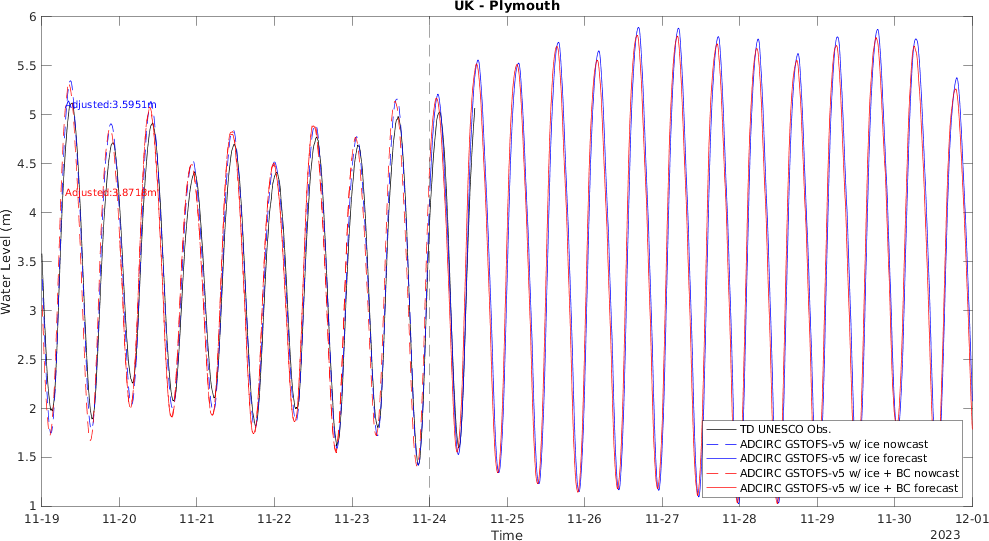 UK - Plymouth
6
5.5
5
4.5
4
3.5
3
2.5
2
1.5
1
Water Level (m)
Adjusted:3.5951m
Adjusted:3.8718m
TD UNESCO Obs.
ADCIRC GSTOFS-v5 w/ ice nowcast
ADCIRC GSTOFS-v5 w/ ice forecast
ADCIRC GSTOFS-v5 w/ ice + BC nowcast
ADCIRC GSTOFS-v5 w/ ice + BC forecast
11-19 11-20 11-21 11-22 11-23 11-24 11-25 11-26 11-27 11-28 11-29 11-30 12-01
Time
2023